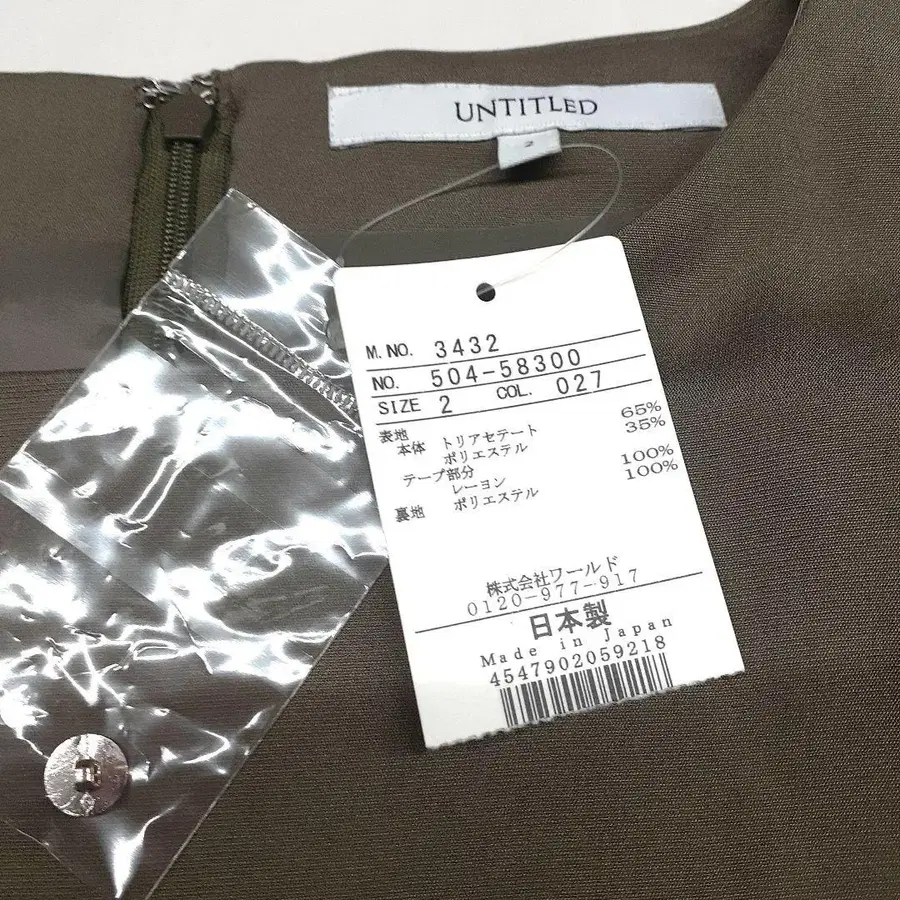 UNTITLED
2
M. NO. 3432
NO. 504-58300
SIZE 2 COL. 027
表地
本体 トリアセテート 65%
ポリエステル 35%
テープ部分
レーヨン 100%
裏地 ポリエステル 100%
株式会社ワールド
0120-977-917
日本製
Made in Japan
4547902059218